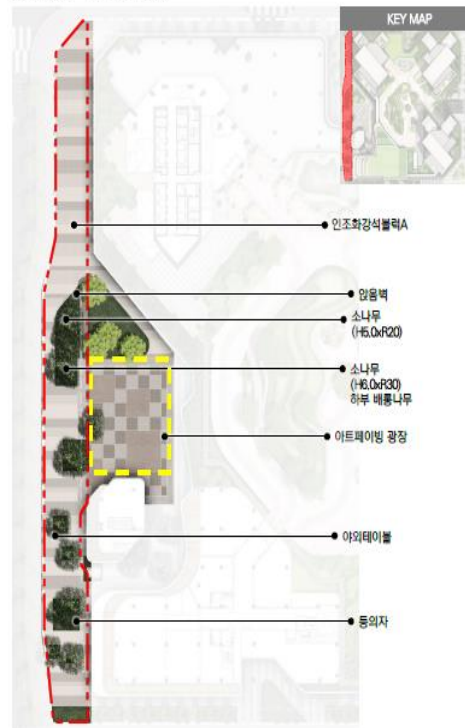 KEY MAP
인조화강석블럭A
앉음벽
소나무
(H5.0xR20)
소나무
(H6.0xR30)
하부 배롱나무
아트페이빙 광장
야외테이블
등의자